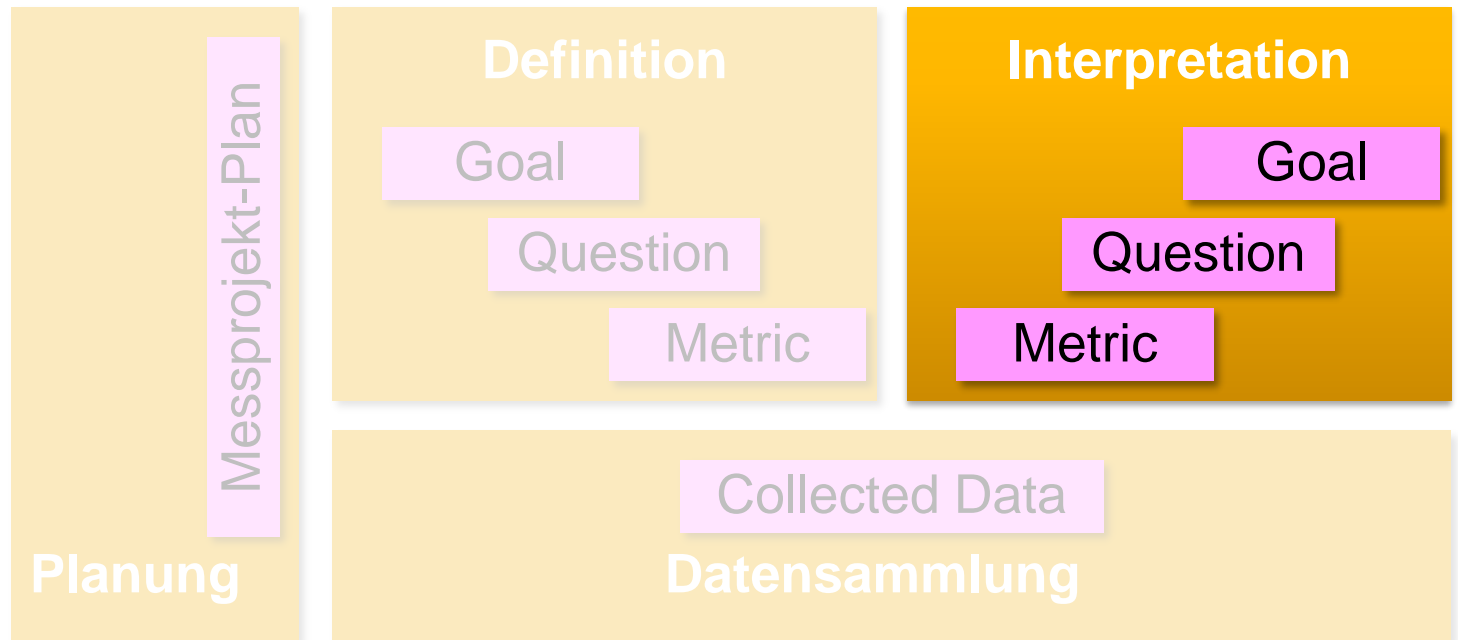 Messprojekt-Plan
Planung
Definition
Goal
Question
Metric
Interpretation
Goal
Question
Metric
Collected Data
Datensammlung